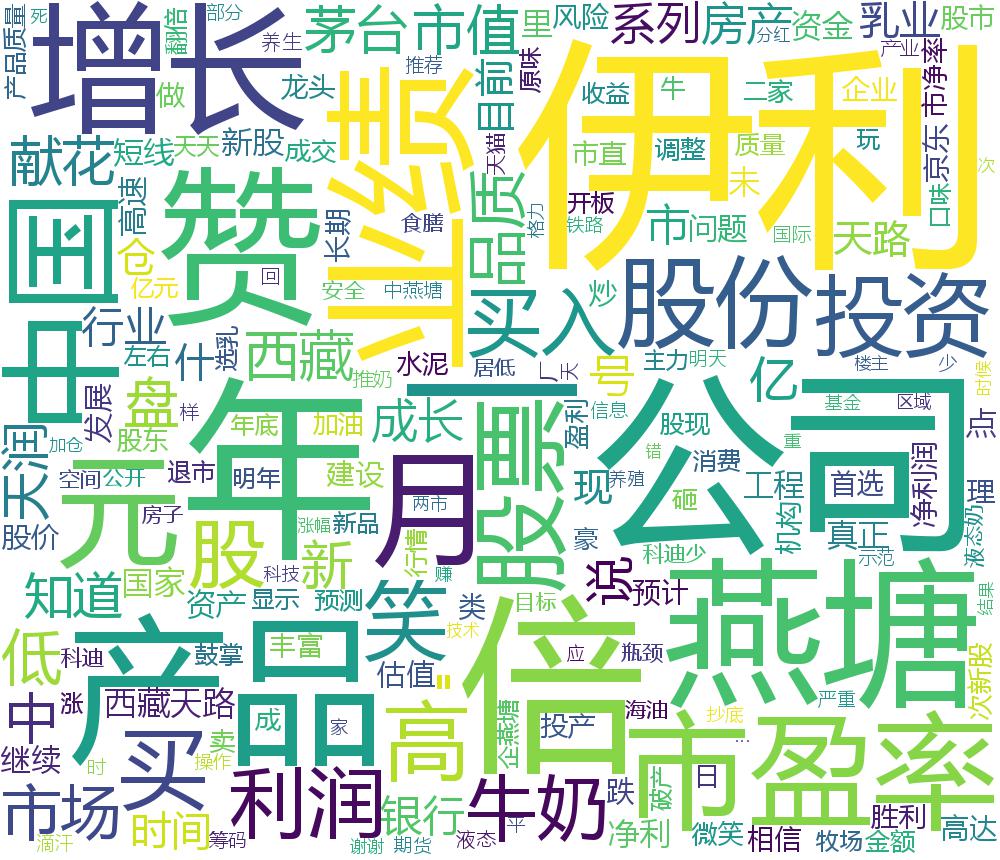 产品质量
死
翻倍
部分
增长
养生
茅台
市值
里
风险
系列
房产
分红
资金
乳业
股市
产业
推荐
原味
做
龙头
业绩
目前
收益
牛
二家
企业
市净率
伊利
献花
短线
天天
新股
成交
天猫
市直
调整
质量
玩
京东
次
中国
高速
赞
长期
食膳
品质
格力
开板
铁路
未
口味
仓
回
市
问题
国际
天路
亿元
安全
中燕塘
买入
炒
股份
投资
行业
左右
什
选乳
西藏
水泥
居低
厂
天
号
主力
明天
亿
楼主
少
时候
推奶
一
发展
盘
样
年
年底
加油
成长
股票
盈利
信息
公司
股现
重
基金
区域
点
天润
加仓
股东
错
消费
空间
公开
退市
明年
建设
月
现
养殖
砸
工程
首选
净利润
理
股价
元
房子
涨幅
新品
两市
行情
豪
机构
真正
液态奶
科迪少
示范
知道
国家
股
科技
新
赚
说
预计
燕塘
结果
资产
显示
预测
笑
类
目标
低
科迪
产品
鼓掌
丰富
估值
"
技术
倍
应
瓶颈
次新股
中
涨
西藏天路
成
家
高
企燕塘
投产
海油
严重
抄底
...
继续
时
买
卖
操作
市盈率
市场
利润
银行
牛奶
跌
破产
日
胜利
时间
滴汗
筹码
谢谢
期货
液态
平
净利
微笑
相信
牧场
金额
高达